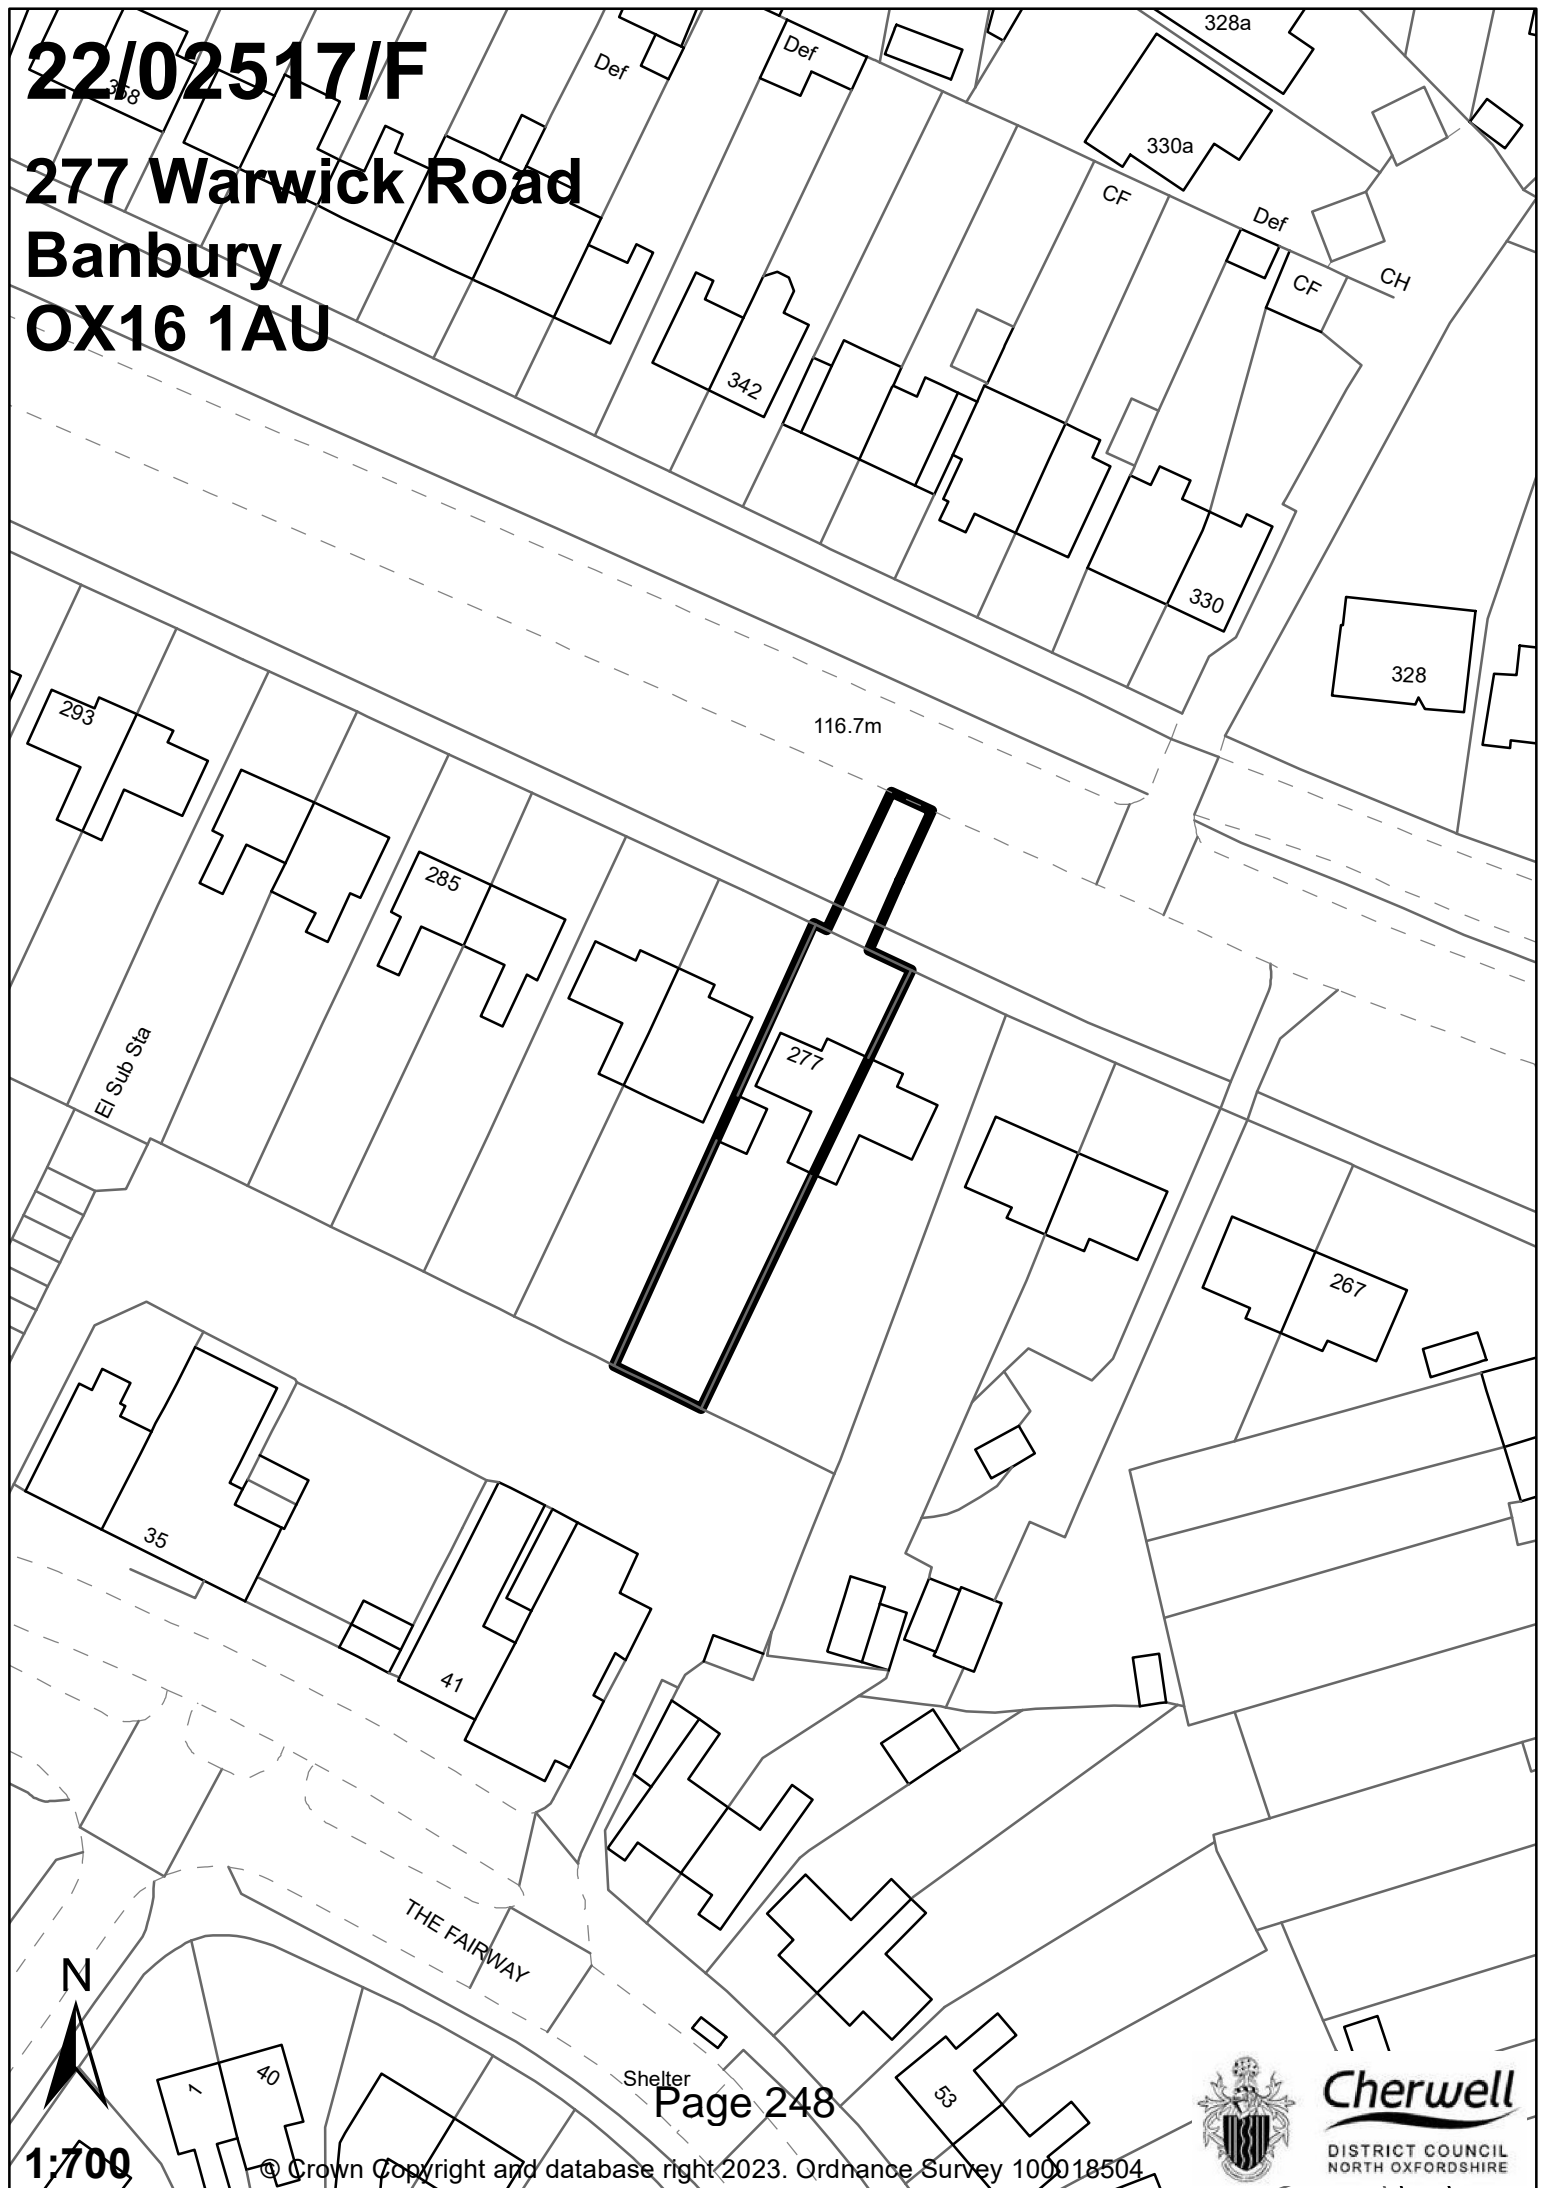 22/02517/F
277 Warwick Road
Banbury
OX16 1AU
Def
Def
328a
330a
CF
Def
CF
CH
342
330
328
293
116.7m
285
277
El Sub Sta
267
35
41
THE FAIRWAY
N
1
40
Shelter
53
Page 248
1:700
© Crown Copyright and database right 2023. Ordnance Survey 100018504
Cherwell
DISTRICT COUNCIL
NORTH OXFORDSHIRE